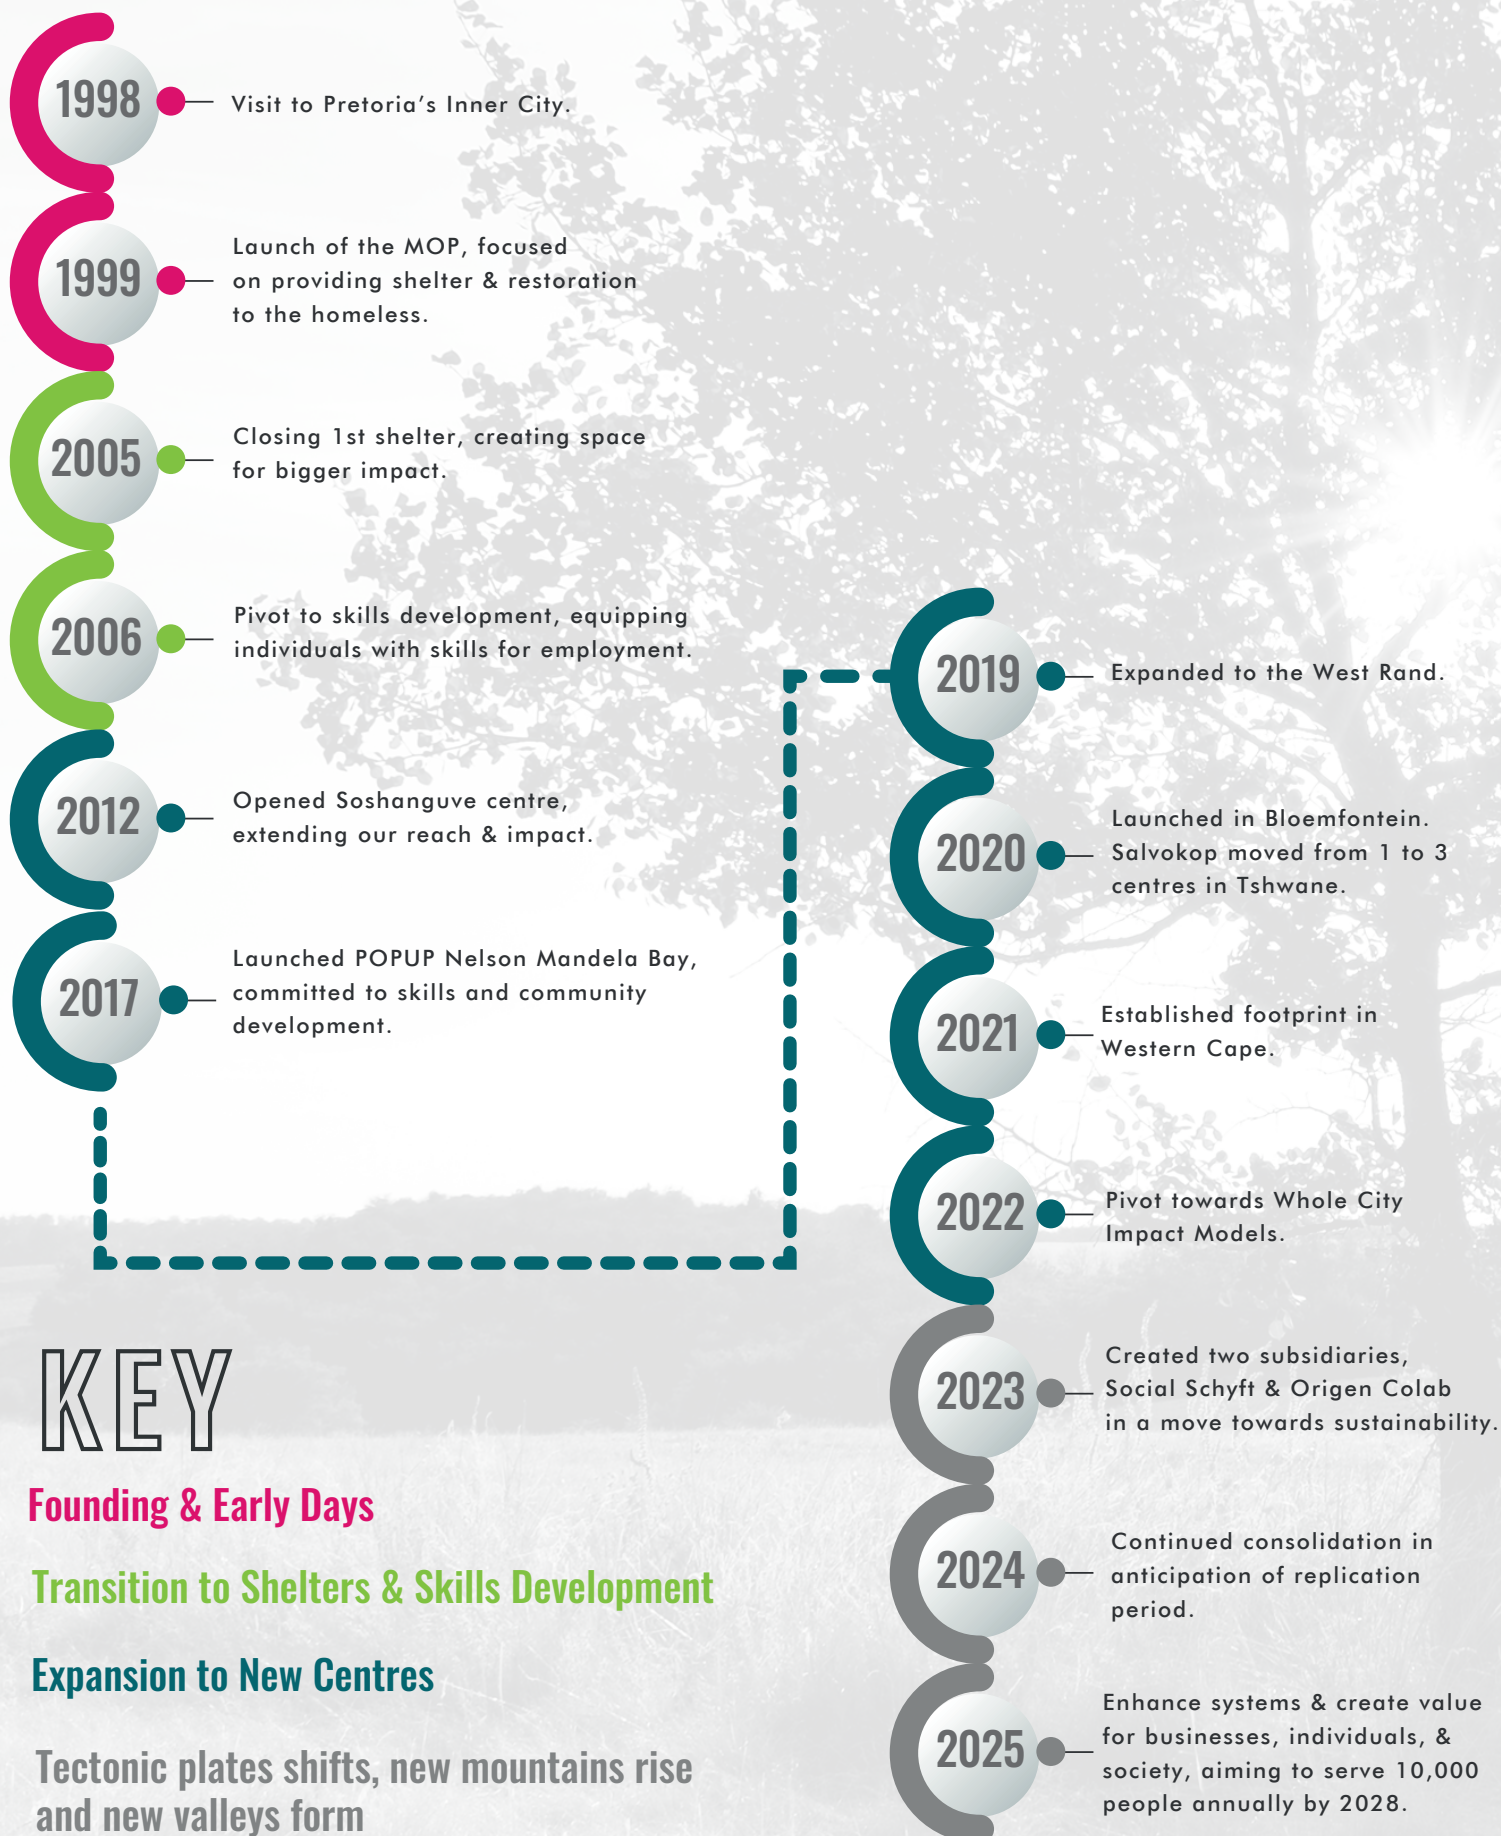 1998
Visit to Pretoria's Inner City.
1999
Launch of the MOP, focused
on providing shelter & restoration
to the homeless.
2005
Closing 1st shelter, creating space
for bigger impact.
2006
Pivot to skills development, equipping
individuals with skills for employment.
2012
Opened Soshanguve centre,
extending our reach & impact.
2017
Launched POPUP Nelson Mandela Bay,
committed to skills and community
development.
2019
Expanded to the West Rand.
2020
Launched in Bloemfontein.
Salvokop moved from 1 to 3
centres in Tshwane.
2021
Established footprint in
Western Cape.
2022
Pivot towards Whole City
Impact Models.
2023
Created two subsidiaries,
Social Schyft & Origen Colab
in a move towards sustainability.
2024
Continued consolidation in
anticipation of replication
period.
2025
Enhance systems & create value
for businesses, individuals, &
society, aiming to serve 10,000
people annually by 2028.
KEY
Founding & Early Days
Transition to Shelters & Skills Development
Expansion to New Centres
Tectonic plates shifts, new mountains rise
and new valleys form